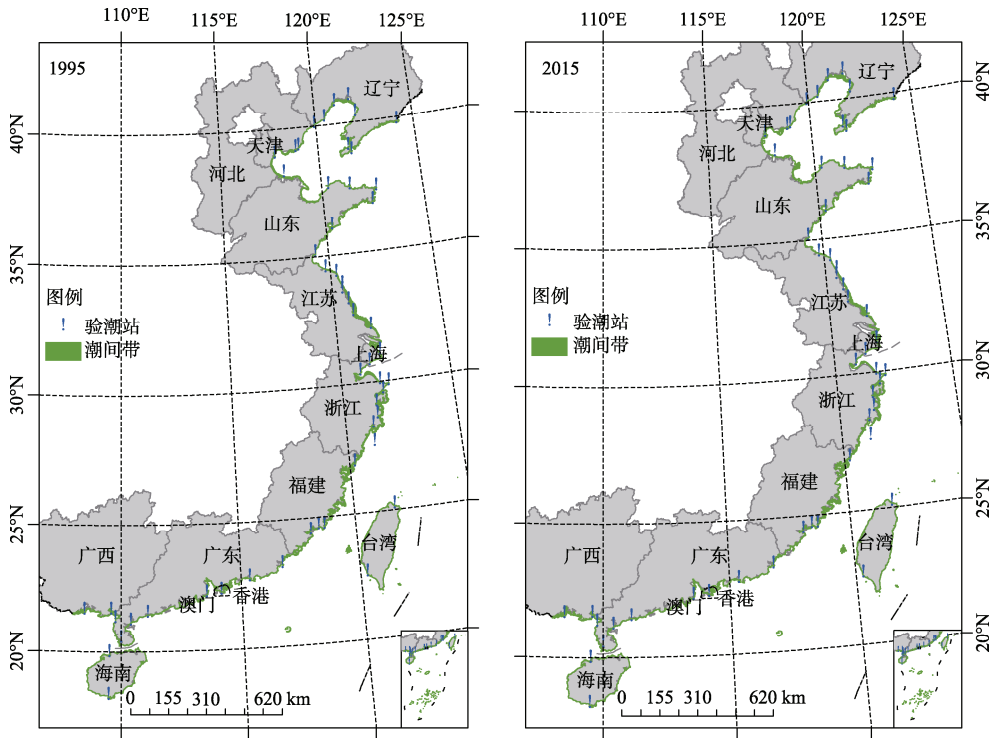 110°E 115°E 120°E 125°E
1995
辽宁
40°N
天津
河北
山东
35°N
图例
验潮站
潮间带
江苏
上海
30°N
浙江
福建
25°N
广西
广东
台湾
澳门
香港
20°N
海南
0 155 310 620 km
110°E 115°E 120°E 125°E
2015
辽宁
40°N
天津
河北
山东
35°N
图例
验潮站
潮间带
江苏
上海
30°N
浙江
福建
25°N
广西
广东
台湾
澳门
香港
20°N
海南
0 155 310 620 km